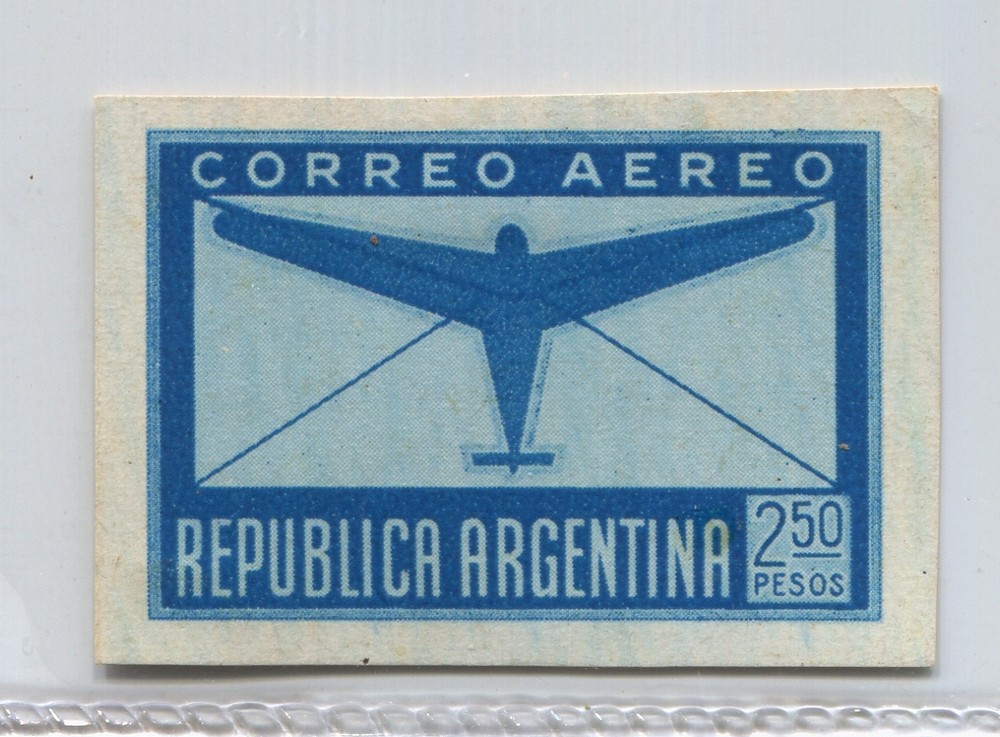 CORREO AEREO
REPUBLICA ARGENTINA
2 50
PESOS